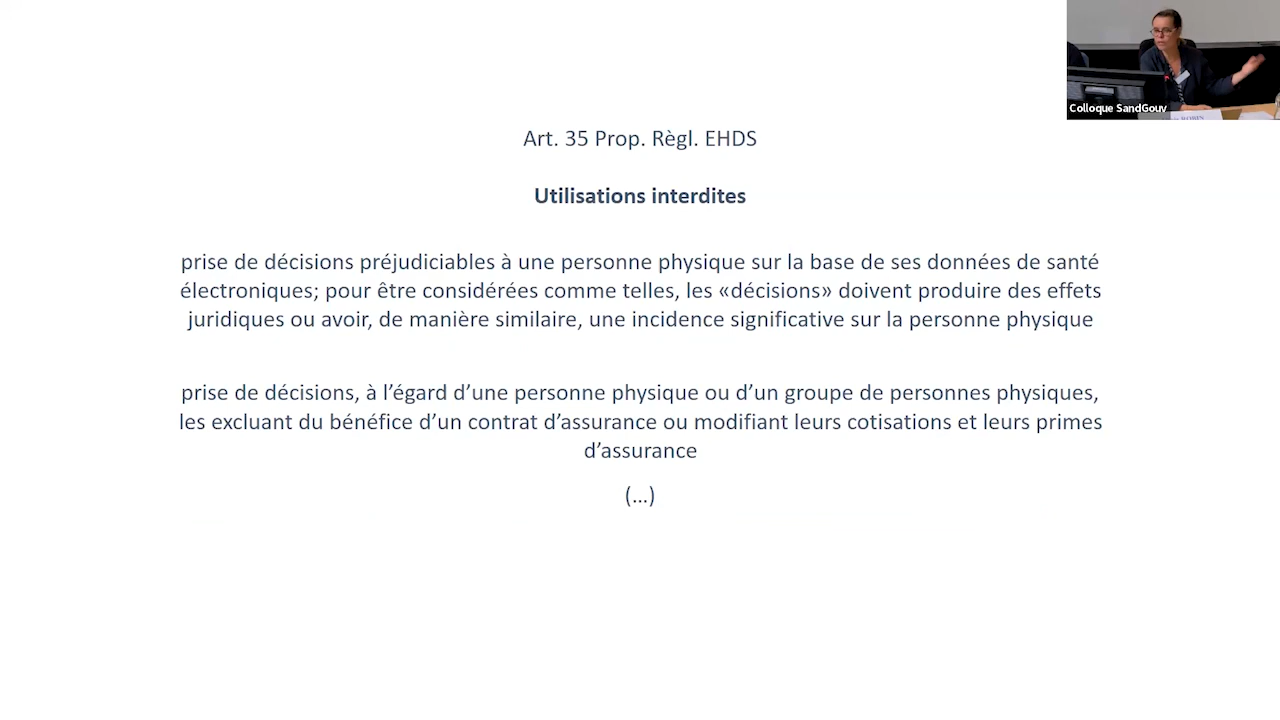 Colloque SandGouv
Art. 35 Prop. Règl. EHDS
Utilisations interdites
prise de décisions préjudiciables à une personne physique sur la base de ses données de santé
électroniques; pour être considérées comme telles, les «décisions» doivent produire des effets
juridiques ou avoir, de manière similaire, une incidence significative sur la personne physique
prise de décisions, à l’égard d’une personne physique ou d’un groupe de personnes physiques,
les excluant du bénéfice d’un contrat d’assurance ou modifiant leurs cotisations et leurs primes
d’assurance
(…)